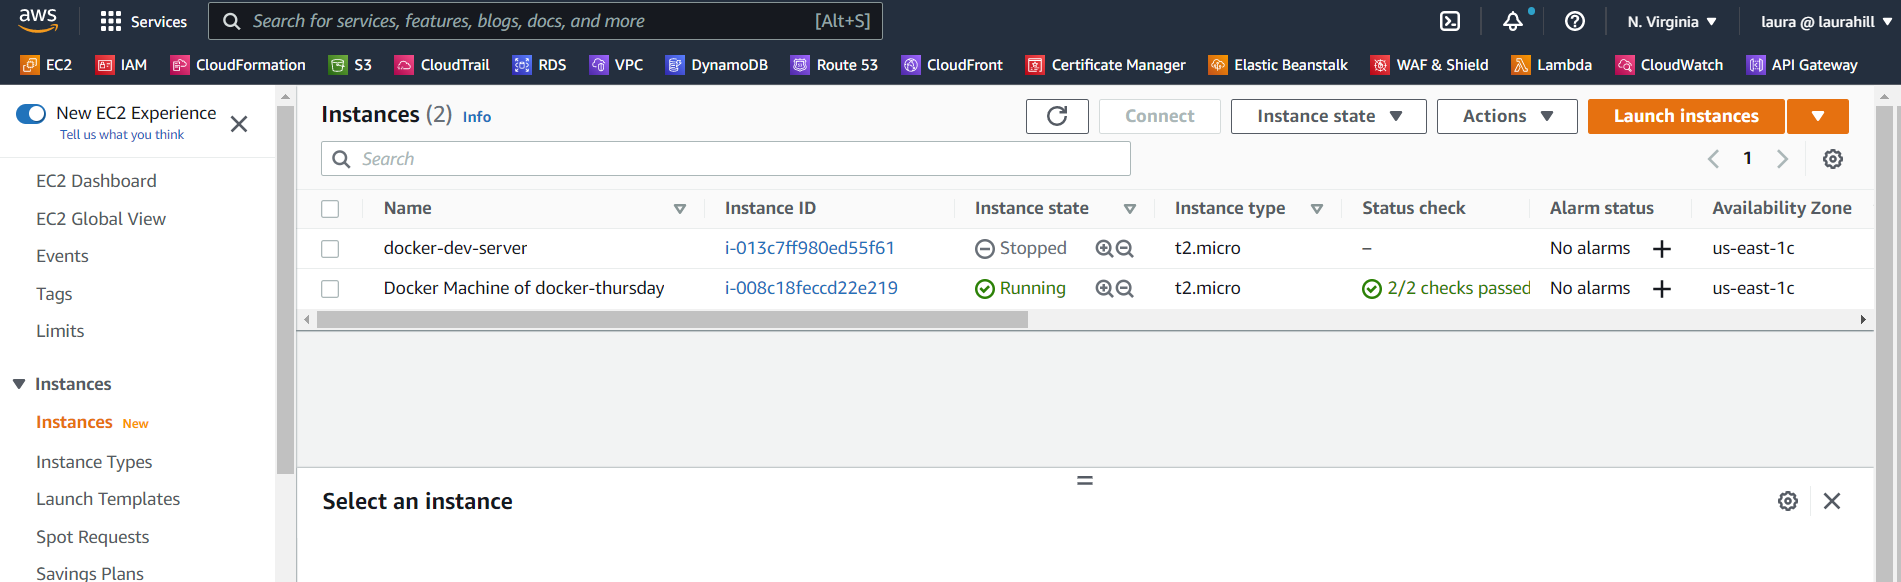 aws
Services
Search for services, features, blogs, docs, and more [Alt+S]
N. Virginia
laura @ laurahill
EC2 IAM CloudFormation S3 CloudTrail RDS VPC DynamoDB Route 53 CloudFront Certificate Manager Elastic Beanstalk WAF & Shield Lambda CloudWatch API Gateway
New EC2 Experience
Tell us what you think
EC2 Dashboard
EC2 Global View
Events
Tags
Limits
Instances
Instances New
Instance Types
Launch Templates
Spot Requests
Savings Plans
Instances (2) Info
Connect Instance state Actions Launch instances
Search
1
Name Instance ID Instance state Instance type Status check Alarm status Availability Zone
docker-dev-server i-013c7ff980ed55f61 Stopped t2.micro – No alarms + us-east-1c
Docker Machine of docker-thursday i-008c18feccd22e219 Running t2.micro 2/2 checks passed No alarms + us-east-1c
Select an instance